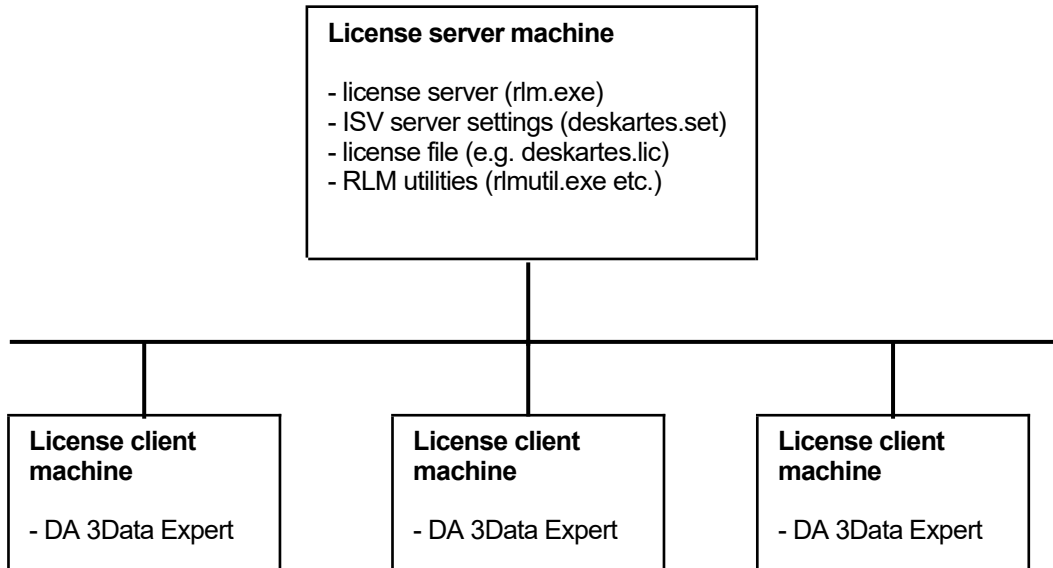 License server machine
- license server (rlm.exe)
- ISV server settings (deskartes.set)
- license file (e.g. deskartes.lic)
- RLM utilities (rlmutil.exe etc.)
License client
machine
- DA 3Data Expert
License client
machine
- DA 3Data Expert
License client
machine
- DA 3Data Expert